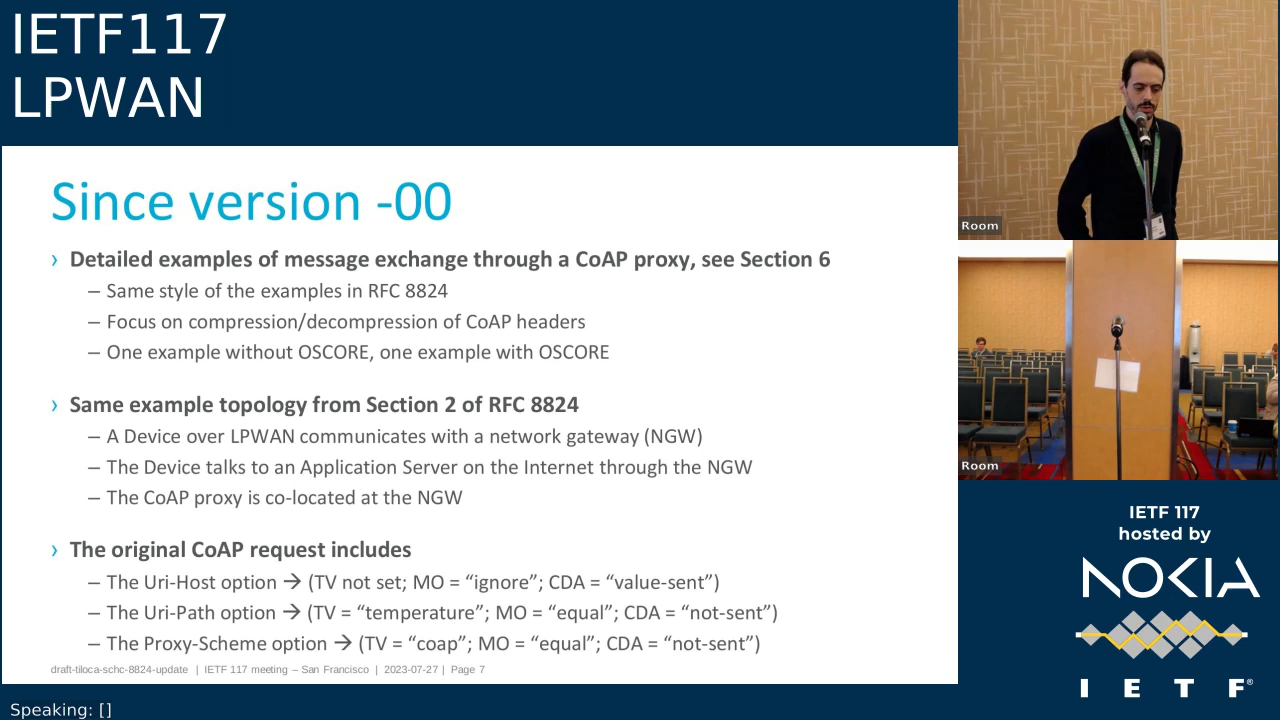 IETF117
LPWAN
Since version -00
› Detailed examples of message exchange through a CoAP proxy, see Section 6
– Same style of the examples in RFC 8824
– Focus on compression/decompression of CoAP headers
– One example without OSCORE, one example with OSCORE
› Same example topology from Section 2 of RFC 8824
– A Device over LPWAN communicates with a network gateway (NGW)
– The Device talks to an Application Server on the Internet through the NGW
– The CoAP proxy is co-located at the NGW
› The original CoAP request includes
– The Uri-Host option → (TV not set; MO = “ignore”; CDA = “value-sent”)
– The Uri-Path option → (TV = “temperature”; MO = “equal”; CDA = “not-sent”)
– The Proxy-Scheme option → (TV = “coap”; MO = “equal”; CDA = “not-sent”)
draft-tiloca-schc-8824-update | IETF 117 meeting – San Francisco | 2023-07-27 | Page 7
Speaking: []
Room
Room
IETF 117
hosted by
NOKIA
I E T F®